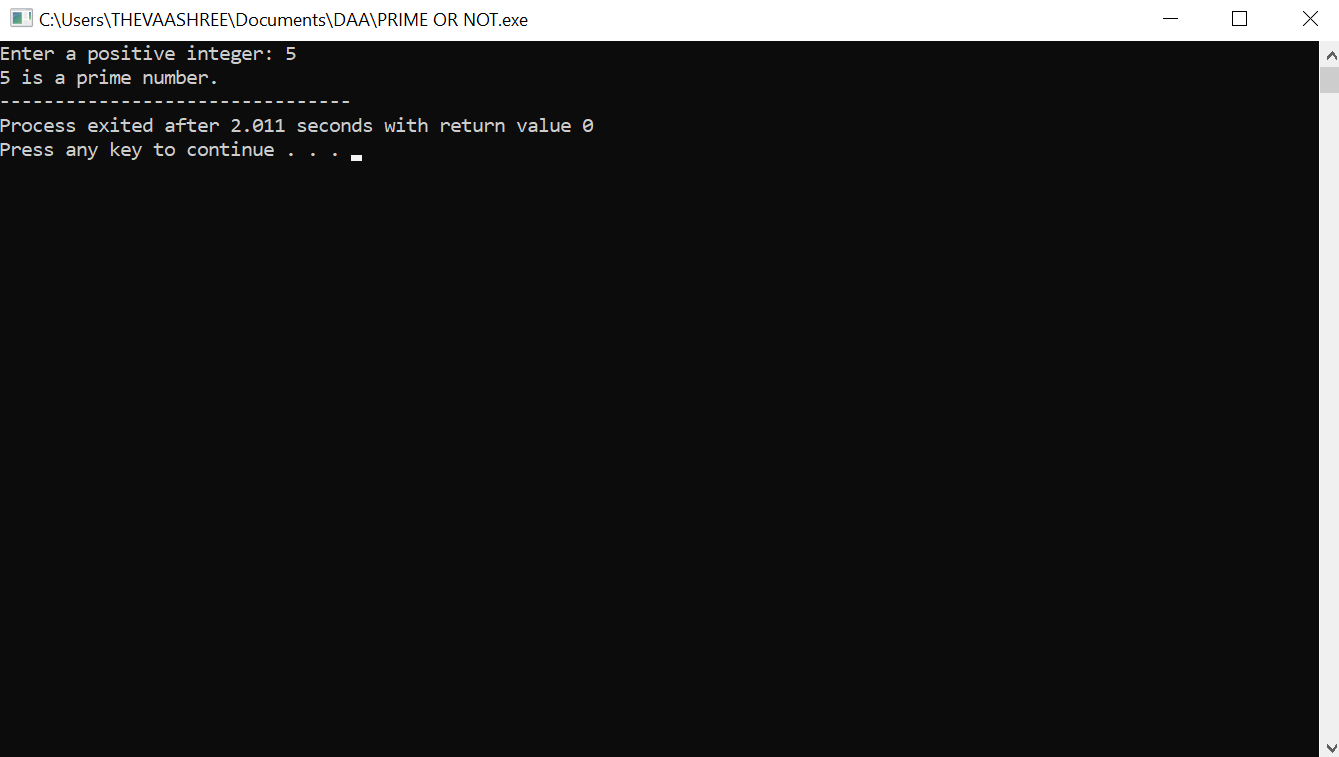 C:\Users\THEVAASHREE\Documents\DAA\PRIME OR NOT.exe
Enter a positive integer: 5
5 is a prime number.
--------------------------------
Process exited after 2.011 seconds with return value 0
Press any key to continue . . .